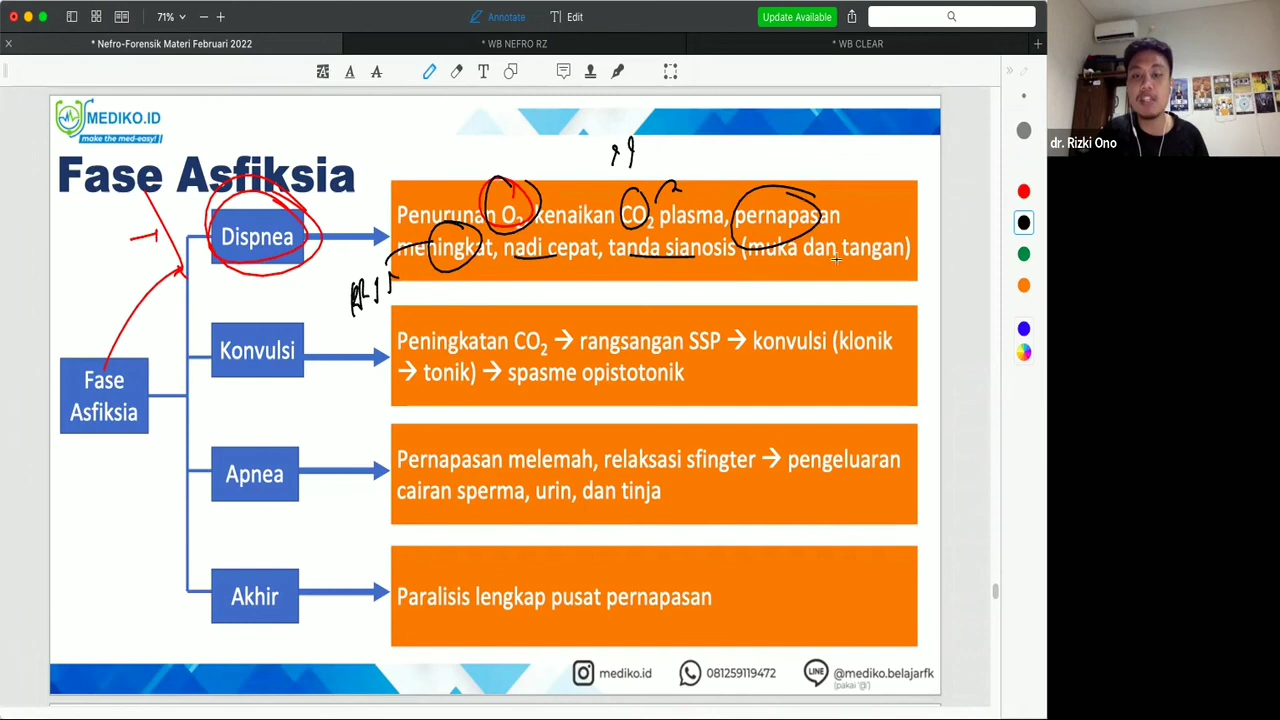 71%
Annotate
Edit
Update Available
* Nefro-Forensik Materi Februari 2022
* WB NEFRO RZ
* WB CLEAR
MEDIKO.ID
make the med-easy!
dr. Rizki Ono
Fase Asfiksia
Fase
Asfiksia
Dispnea
Penurunan O2, kenaikan CO2 plasma, pernapasan
meningkat, nadi cepat, tanda sianosis (muka dan tangan)
Konvulsi
Peningkatan CO2 → rangsangan SSP → konvulsi (klonik
→ tonik) → spasme opistotonik
Apnea
Pernapasan melemah, relaksasi sfingter → pengeluaran
cairan sperma, urin, dan tinja
Akhir
Paralisis lengkap pusat pernapasan
mediko.id
081259119472
LINE
@mediko.belajarfk
(pakai '@')